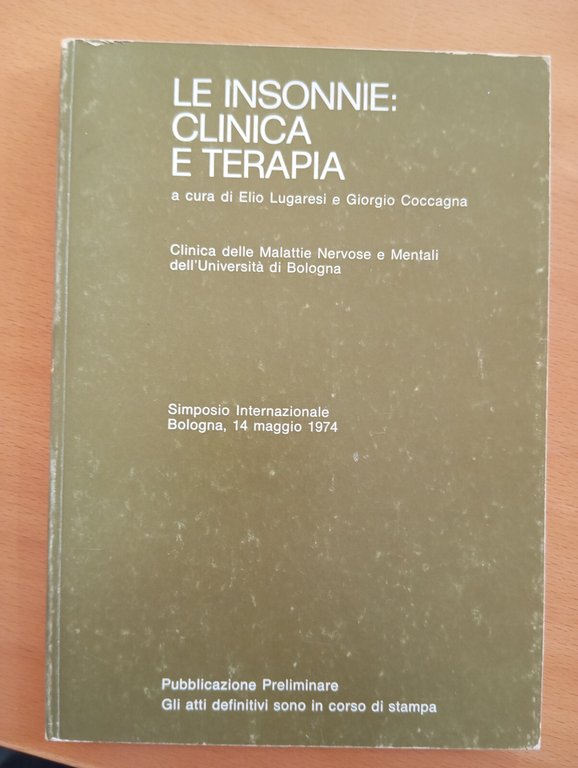 LE INSONNIE:
CLINICA
E TERAPIA
a cura di Elio Lugaresi e Giorgio Coccagna
Clinica delle Malattie Nervose e Mentali
dell'Università di Bologna
Simposio Internazionale
Bologna, 14 maggio 1974
Pubblicazione Preliminare
Gli atti definitivi sono in corso di stampa